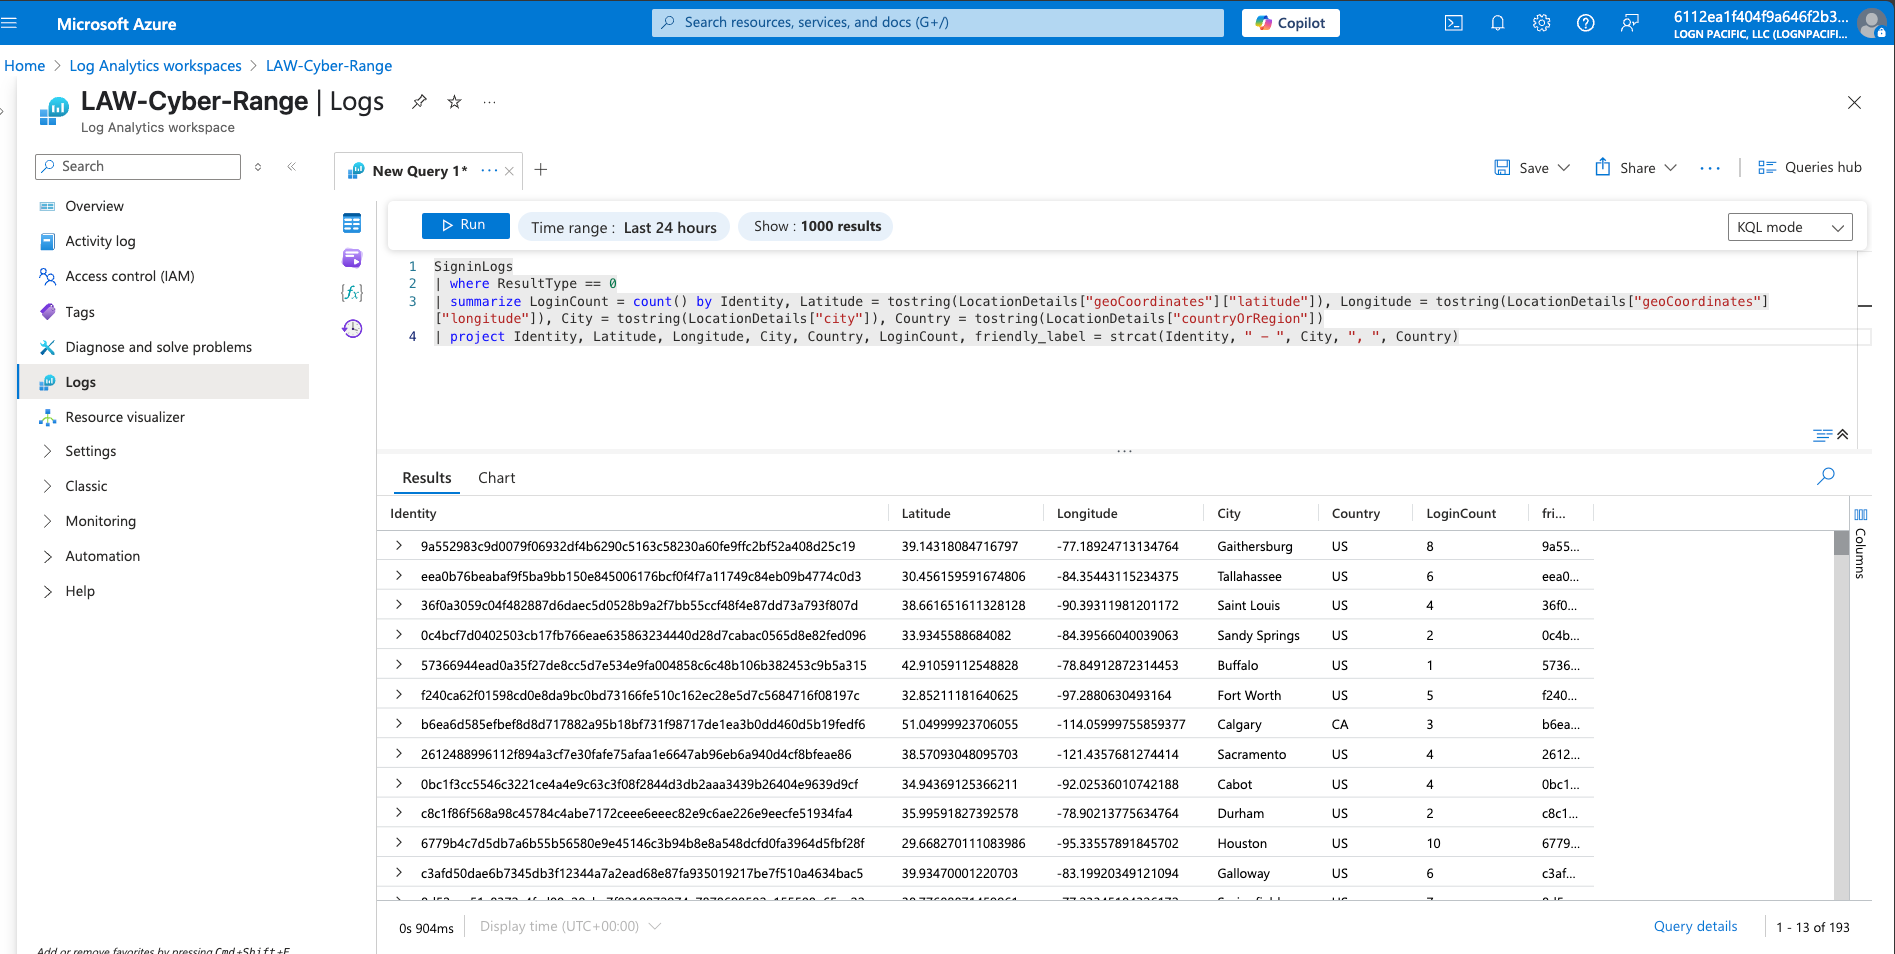 Microsoft Azure
Search resources, services, and docs (G+/)
Copilot
6112ea1f404f9a646f2b3...
LOGN PACIFIC, LLC (LOGNPACIFI...
Home > Log Analytics workspaces > LAW-Cyber-Range
LAW-Cyber-Range | Logs
Log Analytics workspace
Search
Overview
Activity log
Access control (IAM)
Tags
Diagnose and solve problems
Logs
Resource visualizer
Settings
Classic
Monitoring
Automation
Help
Add or remove favorites by pressing Cmd+Shift+F
New Query 1*
Save
Share
Queries hub
Run
Time range : Last 24 hours
Show : 1000 results
KQL mode
1 SigninLogs
2 | where ResultType == 0
3 | summarize LoginCount = count() by Identity, Latitude = tostring(LocationDetails["geoCoordinates"]["latitude"]), Longitude = tostring(LocationDetails["geoCoordinates"]
["longitude"]), City = tostring(LocationDetails["city"]), Country = tostring(LocationDetails["countryOrRegion"])
4 | project Identity, Latitude, Longitude, City, Country, LoginCount, friendly_label = strcat(Identity, " - ", City, ", ", Country)
Results Chart
Identity Latitude Longitude City Country LoginCount fri...
Columns
9a552983c9d0079f06932df4b6290c5163c58230a60fe9ffc2bf52a408d25c19 39.14318084716797 -77.18924713134764 Gaithersburg US 8 9a55...
eea0b76beabaf9f5ba9bb150e845006176bcf0f4f7a11749c84eb09b4774c0d3 30.456159591674806 -84.35443115234375 Tallahassee US 6 eea0...
36f0a3059c04f482887d6daec5d0528b9a2f7bb55ccf48f4e87dd73a793f807d 38.661651611328128 -90.39311981201172 Saint Louis US 4 36f0...
0c4bcf7d0402503cb17fb766eae635863234440d28d7cabac0565d8e82fed096 33.9345588684082 -84.39566040039063 Sandy Springs US 2 0c4b...
57366944ead0a35f27de8cc5d7e534e9fa004858c6c48b106b382453c9b5a315 42.91059112548828 -78.84912872314453 Buffalo US 1 5736...
f240ca62f01598cd0e8da9bc0bd73166fe510c162ec28e5d7c5684716f08197c 32.85211181640625 -97.2880630493164 Fort Worth US 5 f240...
b6ea6d585efbef8d8d717882a95b18bf731f98717de1ea3b0dd460d5b19fedf6 51.04999923706055 -114.05999755859377 Calgary CA 3 b6ea...
2612488996112f894a3cf7e30fafe75afaa1e6647ab96eb6a940d4cf8bfeae86 38.57093048095703 -121.4357681274414 Sacramento US 4 2612...
0bc1f3cc5546c3221ce4a4e9c63c3f08f2844d3db2aaa3439b26404e9639d9cf 34.94369125366211 -92.02536010742188 Cabot US 4 0bc1...
c8c1f86f568a98c45784c4abe7172ceee6eeec82e9c6ae226e9eecfe51934fa4 35.99591827392578 -78.90213775634764 Durham US 2 c8c1...
6779b4c7d5db7a6b55b56580e9e45146c3b94b8e8a548dcfd0fa3964d5fbf28f 29.668270111083986 -95.33557891845702 Houston US 10 6779...
c3afd50dae6b7345db3f12344a7a2ead68e87fa935019217be7f510a4634bac5 39.93470001220703 -83.19920349121094 Galloway US 6 c3af...
0s 904ms
Display time (UTC+00:00)
Query details
1 - 13 of 193